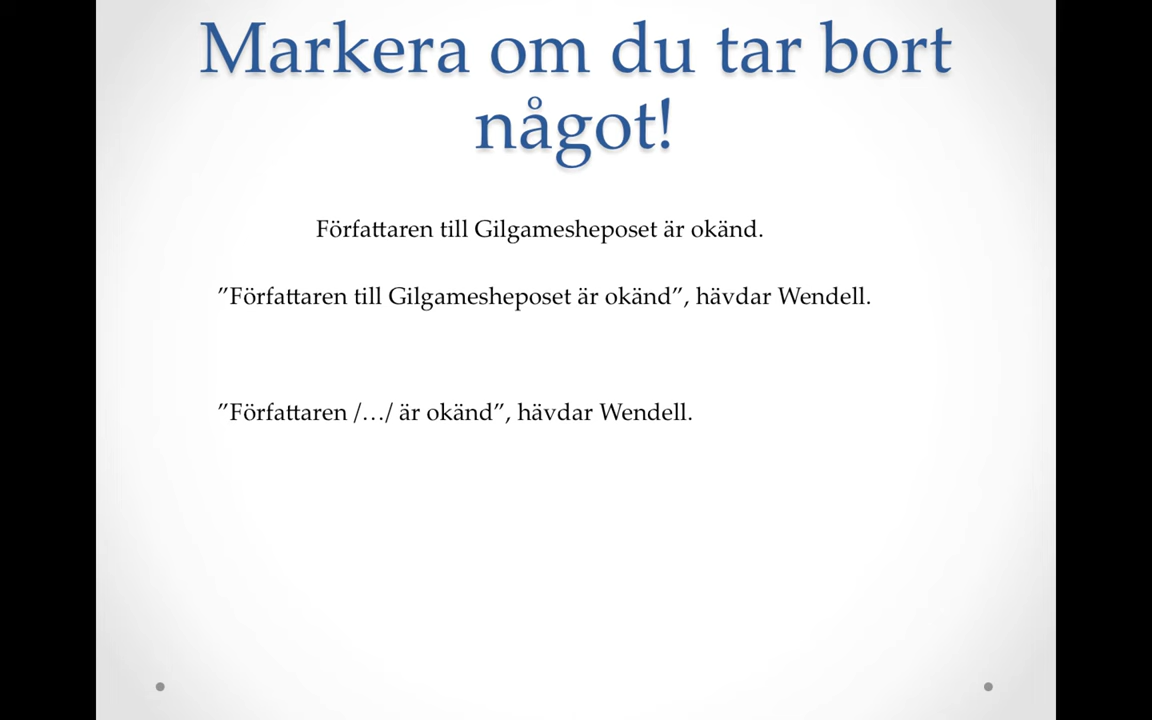 Markera om du tar bort
något!
Författaren till Gilgamesheposet är okänd.
”Författaren till Gilgamesheposet är okänd”, hävdar Wendell.
”Författaren /…/ är okänd”, hävdar Wendell.